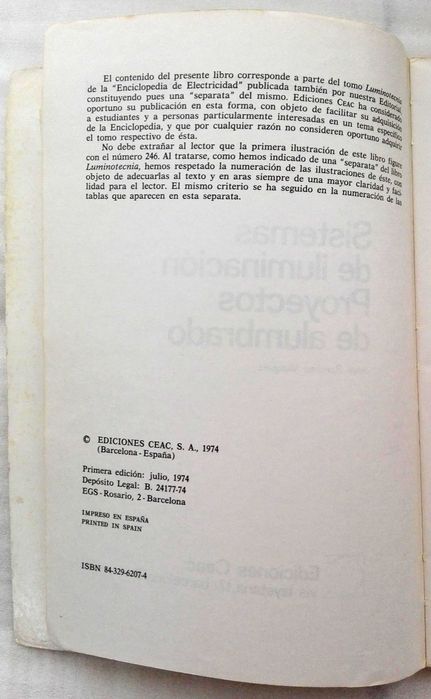 El contenido del presente libro corresponde a parte del tomo Luminotecnia
de la "Enciclopedia de Electricidad" publicada también por nuestra Editorial
constituyendo pues una "separata" del mismo. Ediciones CEAC ha considerado
oportuno su publicación en esta forma, con objeto de facilitar su adquisición
a estudiantes y a personas particularmente interesadas en un tema específico
de la Enciclopedia, y que por cualquier razón no consideren oportuno adquirir
el tomo respectivo de ésta.
No debe extrañar al lector que la primera ilustración de este libro figure
con el número 246. Al tratarse, como hemos indicado de una "separata" del libro
Luminotecnia, hemos respetado la numeración de las ilustraciones de éste, con
objeto de adecuarlas al texto y en aras siempre de una mayor claridad y faci-
lidad para el lector. El mismo criterio se ha seguido en la numeración de las
tablas que aparecen en esta separata.
Sistemas
de iluminación
Proyectos
de alumbrado
© EDICIONES CEAC, S. A., 1974
(Barcelona - España)
Primera edición: julio, 1974
Depósito Legal: B. 24177-74
EGS - Rosario, 2 - Barcelona
IMPRESO EN ESPAÑA
PRINTED IN SPAIN
Ediciones Ceac
ISBN 84-329-6207-4